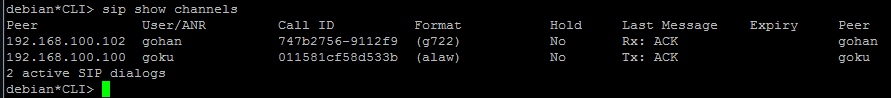 debian*CLI> sip show channels
Peer User/ANR Call ID Format Hold Last Message Expiry Peer
192.168.100.102 gohan 747b2756-9112f9 (g722) No Rx: ACK gohan
192.168.100.100 goku 011581cf58d533b (alaw) No Tx: ACK goku
2 active SIP dialogs
debian*CLI>